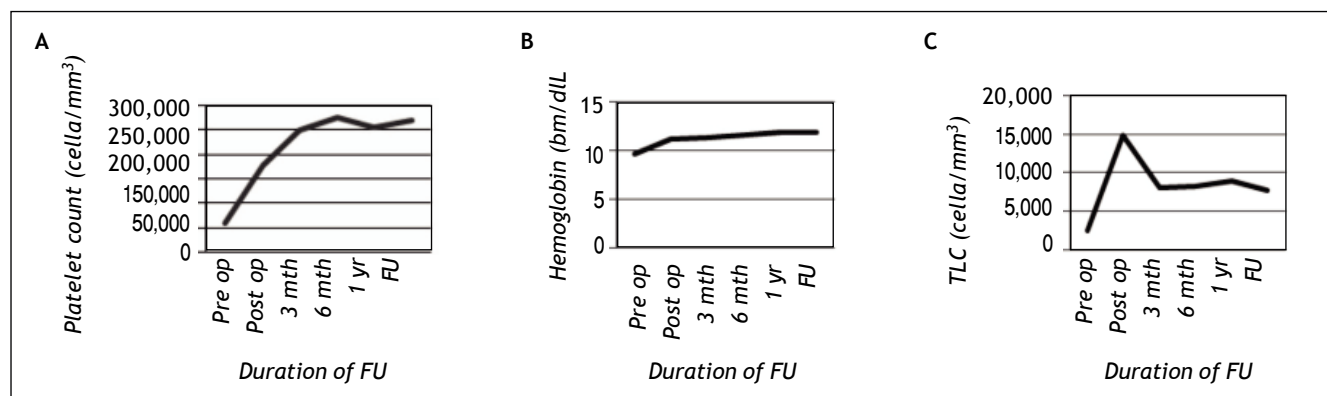 A
Platelet count (cella/mm³)
300,000
250,000
200,000
150,000
100,000
50,000
0
Pre op
Post op
3 mth
6 mth
1 yr
FU
Duration of FU
B
Hemoglobin (bm/dlL
15
10
5
0
Pre op
Post op
3 mth
6 mth
1 yr
FU
Duration of FU
C
TLC (cella/mm³)
20,000
15,000
10,000
5,000
0
Pre op
Post op
3 mth
6 mth
1 yr
FU
Duration of FU